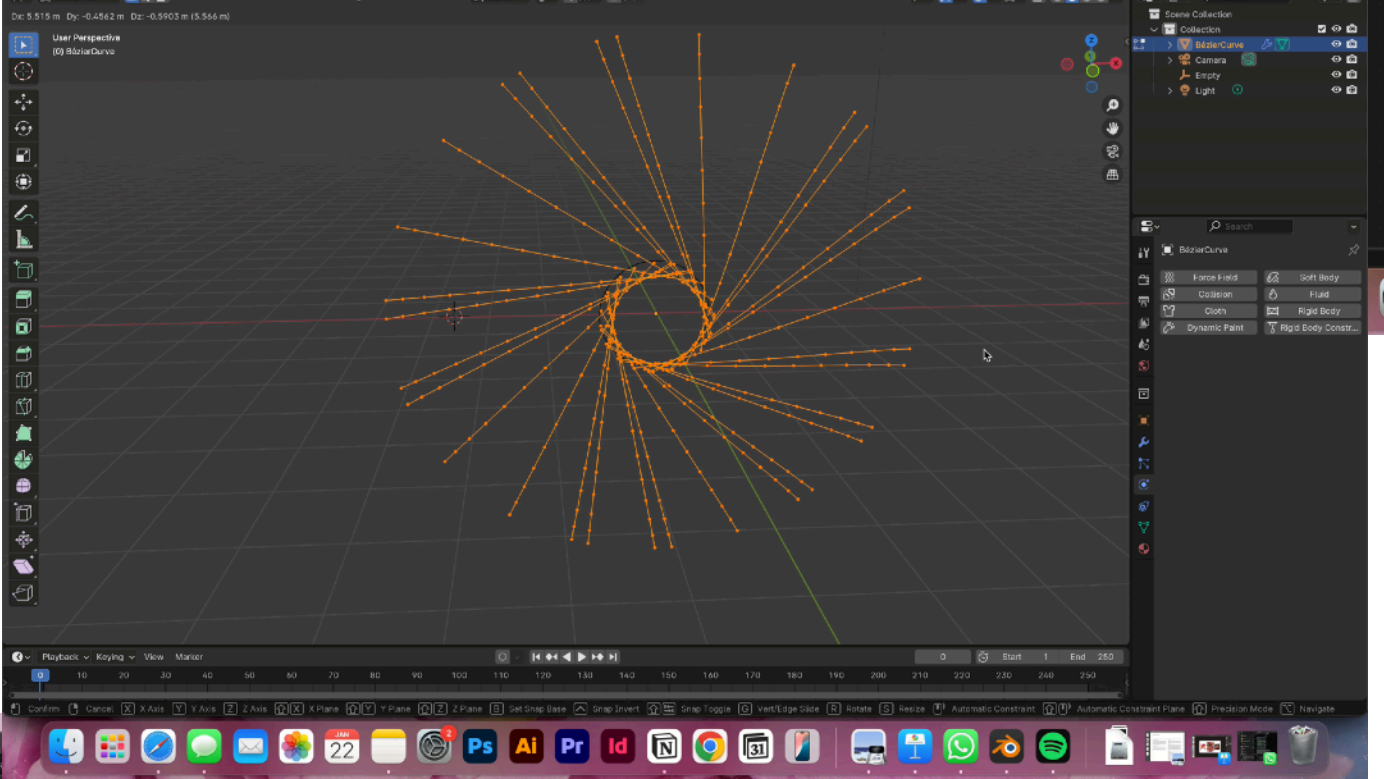 Dx: 5.515 m Dy: -0.4562 m Dz: -0.5903 m (5.566 m)
User Perspective
(0) BézierCurve
Z
X
Scene Collection
Collection
BézierCurve
Camera
Empty
Light
Search
BézierCurve
Force Field Soft Body
Collision Fluid
Cloth Rigid Body
Dynamic Paint Rigid Body Constr...
Playback Keying View Marker
0 Start 1 End 250
0 10 20 30 40 50 60 70 80 90 100 110 120 130 140 150 160 170 180 190 200 210 220 230 240 250
Confirm Cancel X X Axis Y Y Axis Z Z Axis X X Plane Y Y Plane Z Z Plane B Set Snap Base Snap Invert Snap Toggle G Vert/Edge Slide R Rotate S Resize Automatic Constraint Automatic Constraint Plane Precision Mode Navigate
JAN
22
2
Ps
Ai
Pr
Id
N
31